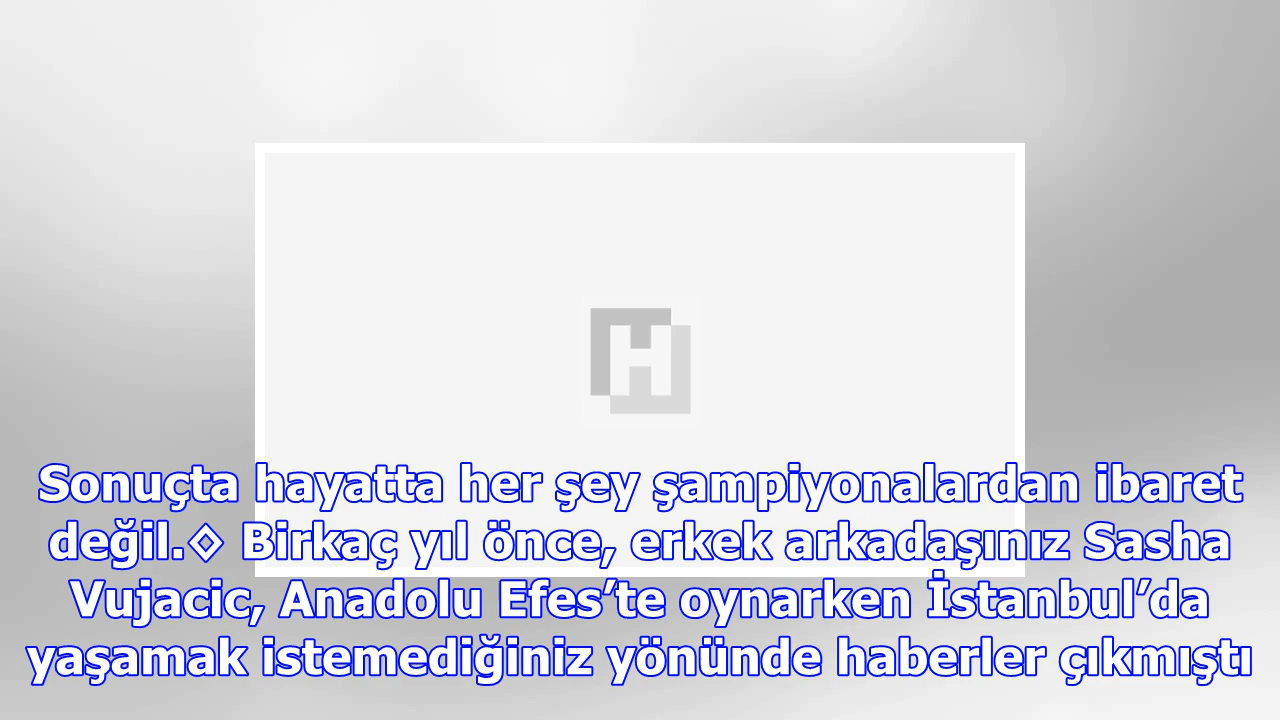 Sonuçta hayatta her şey şampiyonalardan ibaret
değil.◇ Birkaç yıl önce, erkek arkadaşınız Sasha
Vujacic, Anadolu Efes’te oynarken İstanbul’da
yaşamak istemediğiniz yönünde haberler çıkmıştı